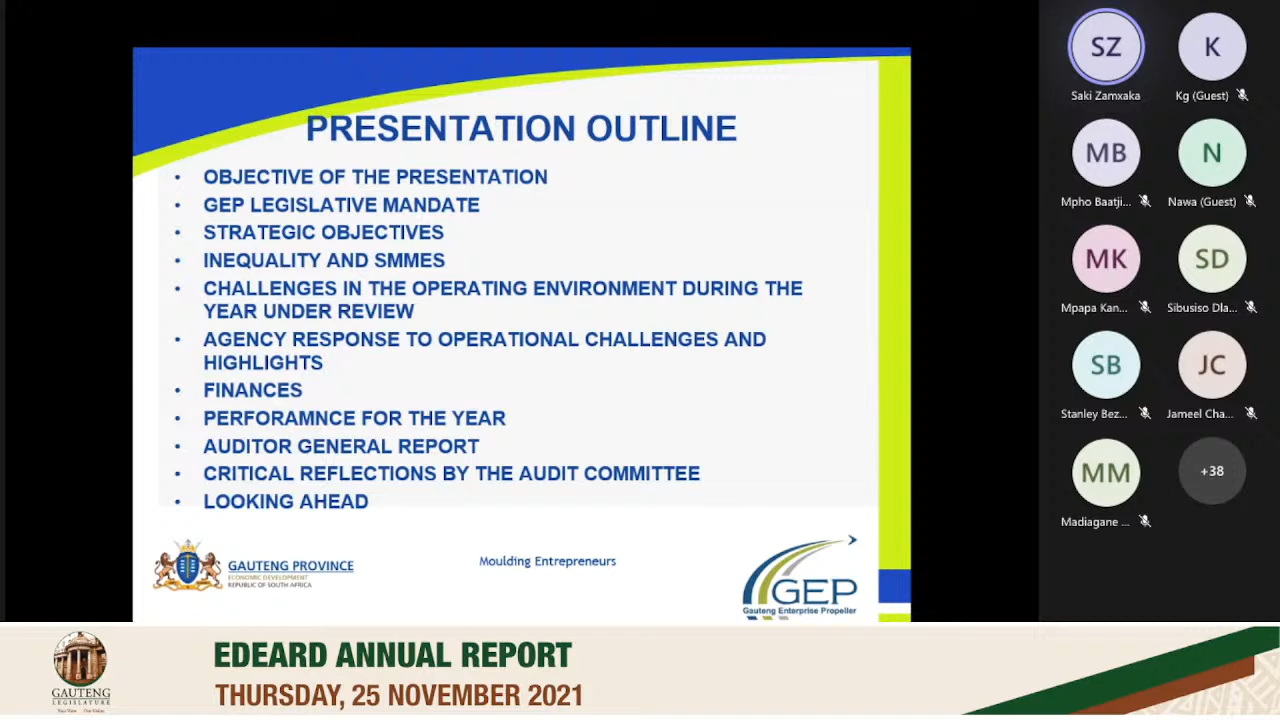 PRESENTATION OUTLINE
• OBJECTIVE OF THE PRESENTATION
• GEP LEGISLATIVE MANDATE
• STRATEGIC OBJECTIVES
• INEQUALITY AND SMMES
• CHALLENGES IN THE OPERATING ENVIRONMENT DURING THE
YEAR UNDER REVIEW
• AGENCY RESPONSE TO OPERATIONAL CHALLENGES AND
HIGHLIGHTS
• FINANCES
• PERFORAMNCE FOR THE YEAR
• AUDITOR GENERAL REPORT
• CRITICAL REFLECTIONS BY THE AUDIT COMMITTEE
• LOOKING AHEAD
GAUTENG PROVINCE
ECONOMIC DEVELOPMENT
REPUBLIC OF SOUTH AFRICA
Moulding Entrepreneurs
GEP
Gauteng Enterprise Propeller
SZ
Saki Zamxaka
K
Kg (Guest)
MB
Mpho Baatji...
N
Nawa (Guest)
MK
Mpapa Kan...
SD
Sibusiso Dla...
SB
Stanley Bez...
JC
Jameel Cha...
MM
Madiagane ...
+38
GAUTENG
LEGISLATURE
Your View Our Vision
EDEARD ANNUAL REPORT
THURSDAY, 25 NOVEMBER 2021